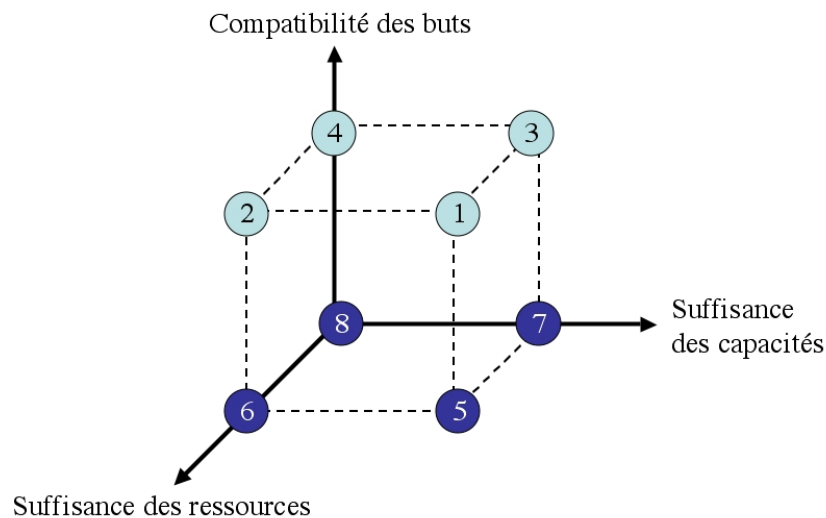 Compatibilité des buts
4
3
2
1
8
7
Suffisance
des capacités
6
5
Suffisance des ressources